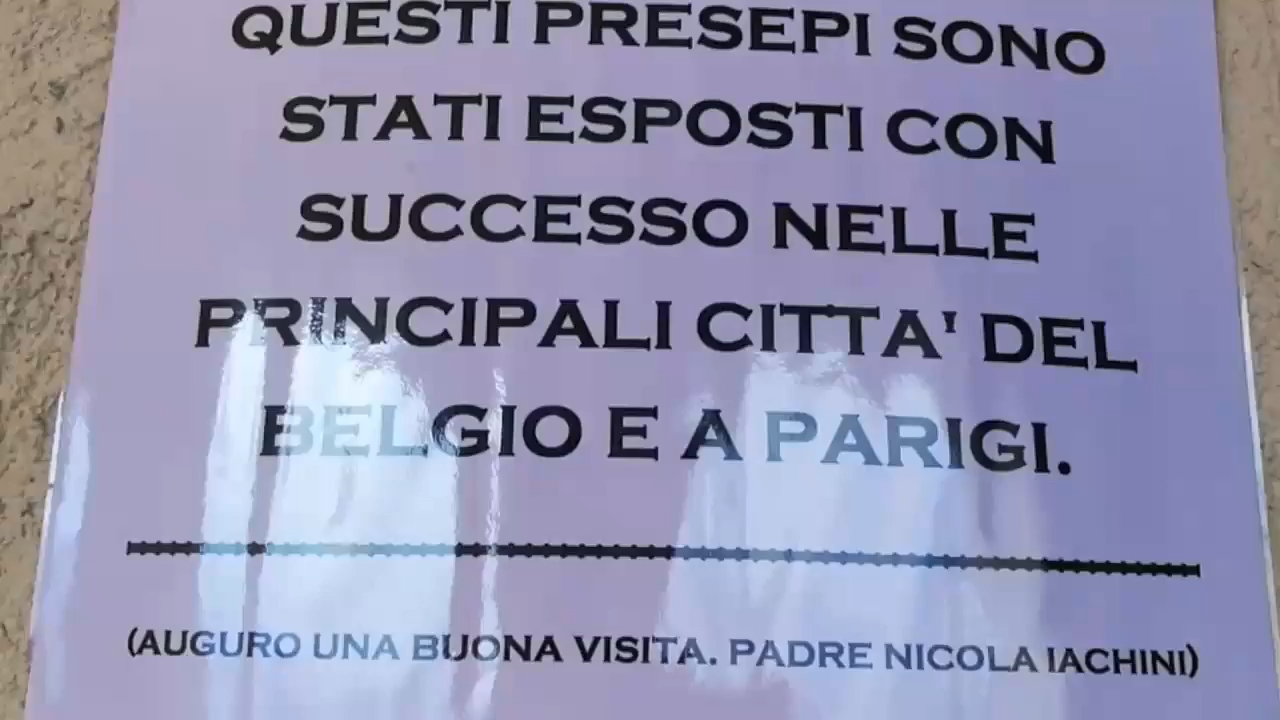 QUESTI PRESEPI SONO
STATI ESPOSTI CON
SUCCESSO NELLE
PRINCIPALI CITTA' DEL
BELGIO E A PARIGI.
(AUGURO UNA BUONA VISITA. PADRE NICOLA IACHINI)